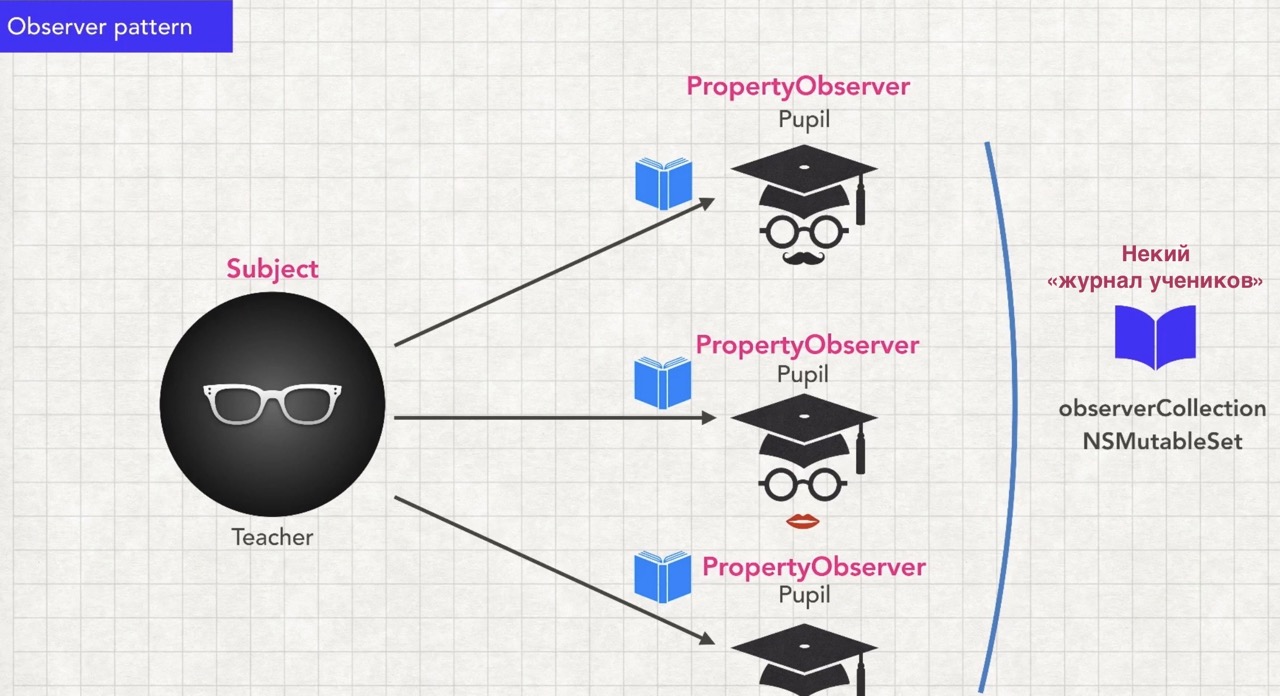 Observer pattern
PropertyObserver
Pupil
Subject
Teacher
PropertyObserver
Pupil
PropertyObserver
Pupil
Некий
«журнал учеников»
observerCollection
NSMutableSet